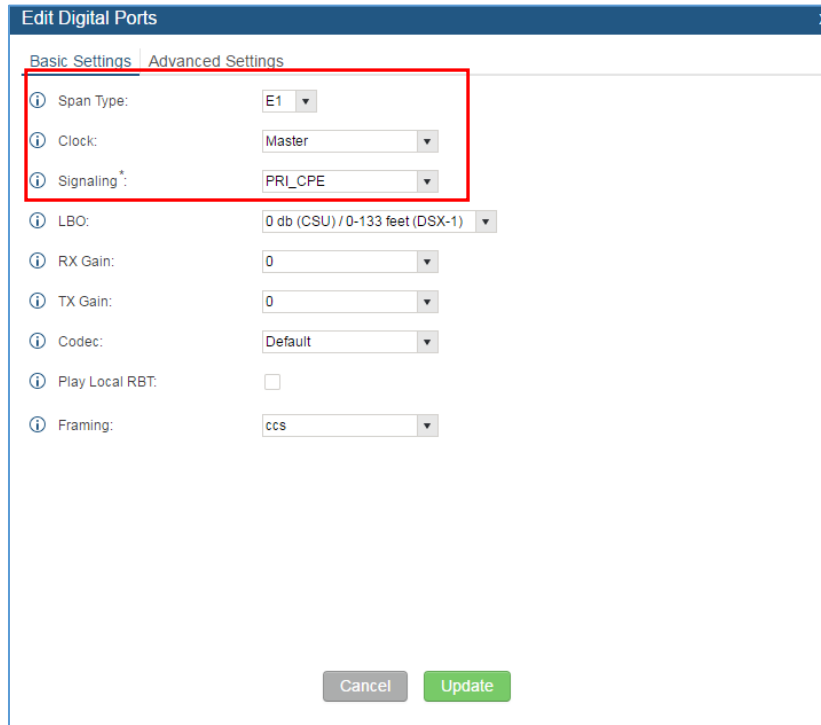 Edit Digital Ports
Basic Settings Advanced Settings
Span Type: E1
Clock: Master
Signaling*: PRI_CPE
LBO: 0 db (CSU) / 0-133 feet (DSX-1)
RX Gain: 0
TX Gain: 0
Codec: Default
Play Local RBT:
Framing: ccs
Cancel Update